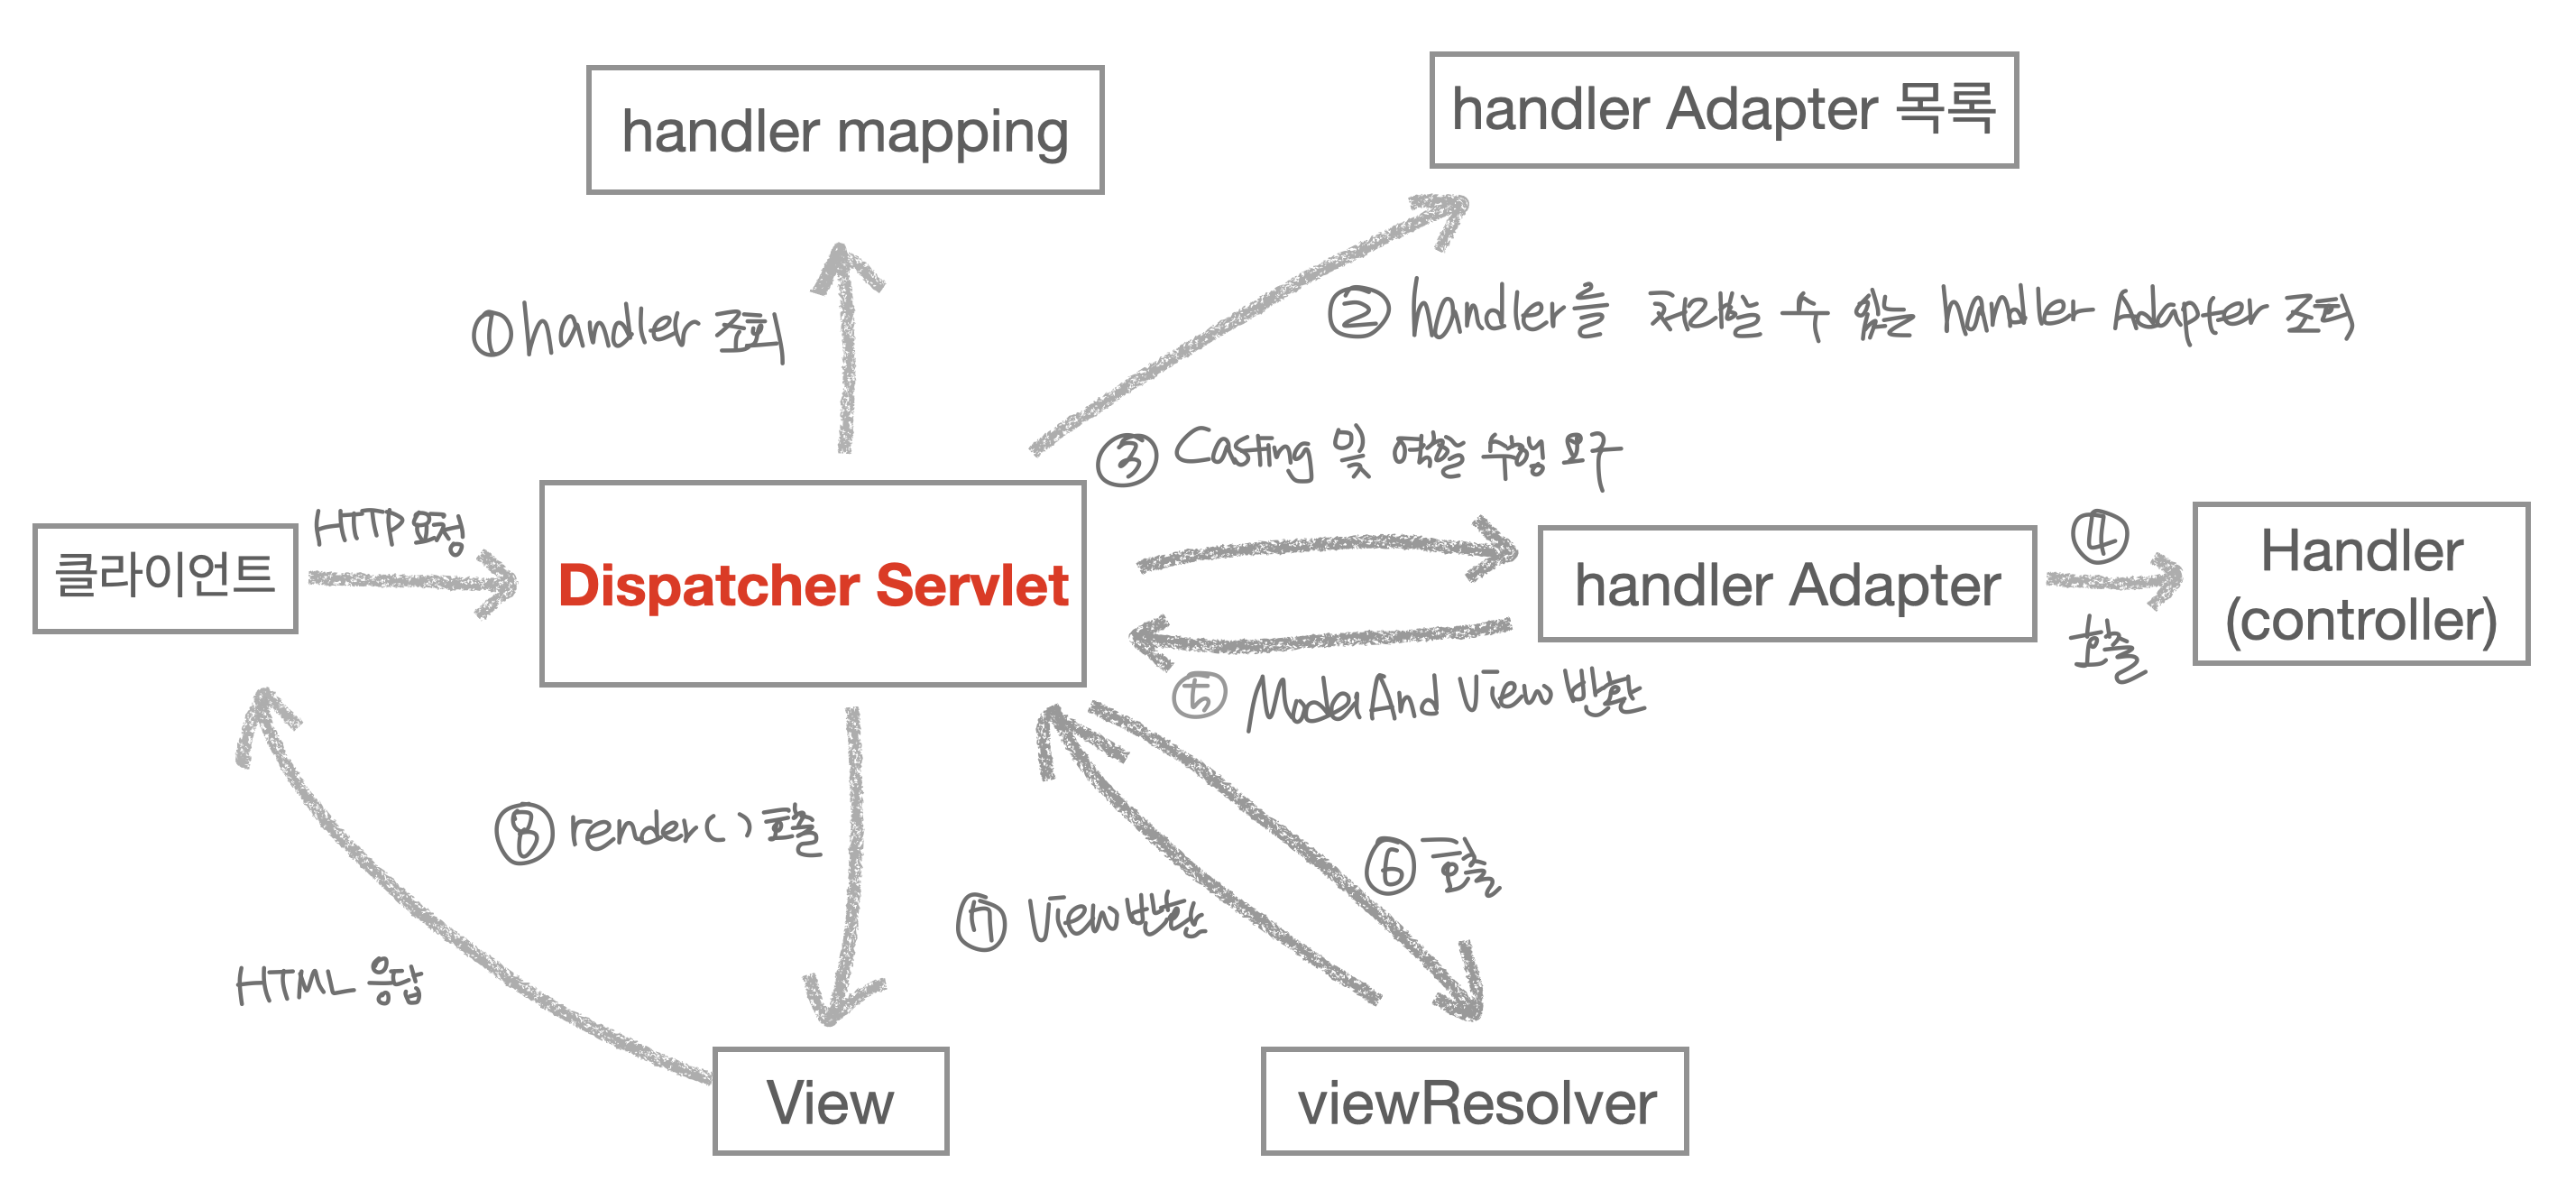 handler mapping
handler Adapter 목록
① handler 조회
② handler를 처리할 수 있는 handler Adapter 조회
③ Casting 및 역할 수행 요구
클라이언트
HTTP 요청
Dispatcher Servlet
handler Adapter
④
호출
Handler
(controller)
⑤ ModelAnd View 반환
⑧ render() 호출
⑥ 호출
⑦ View 반환
HTML 응답
View
viewResolver